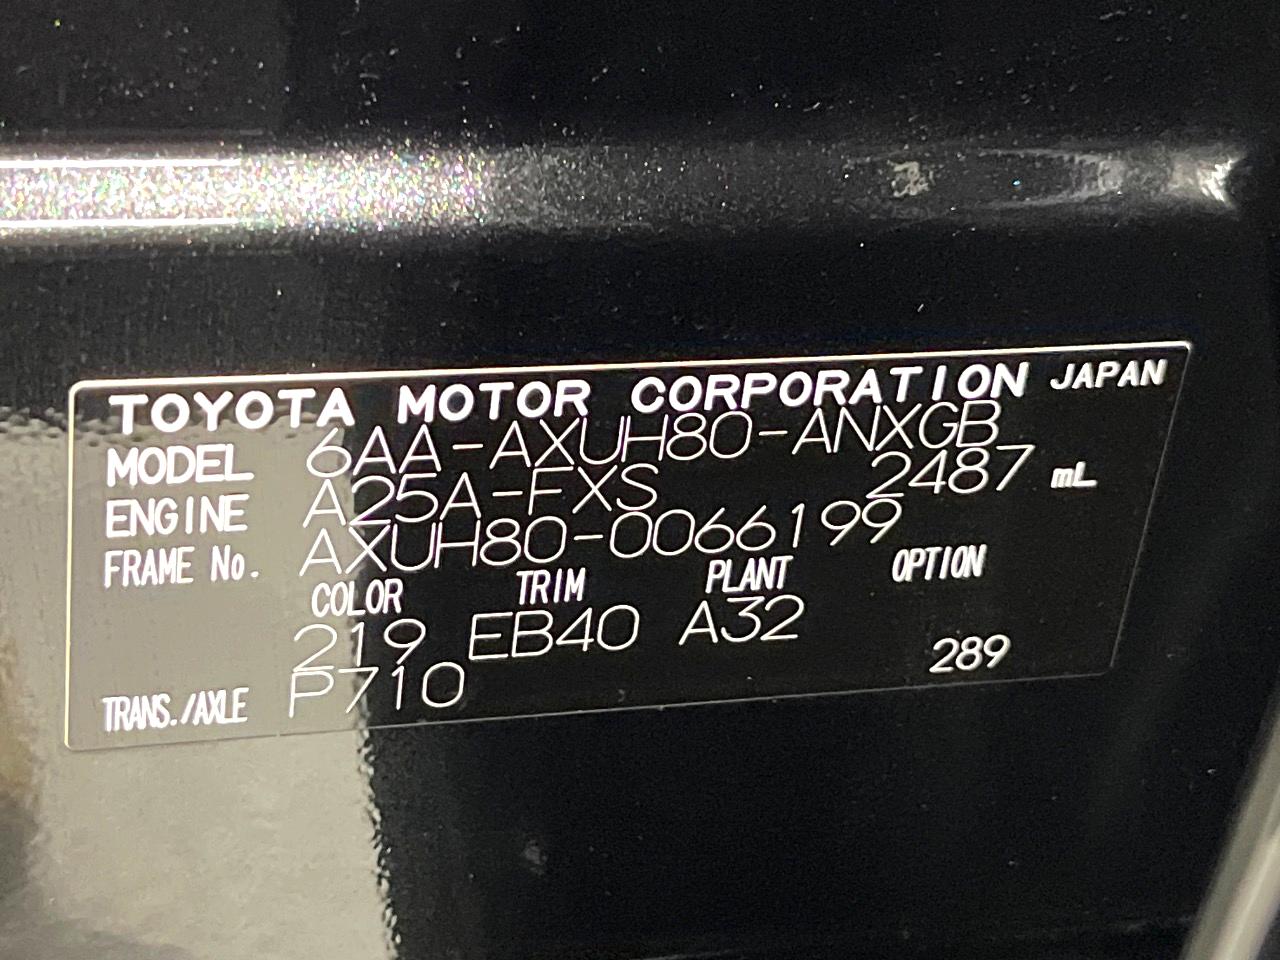 TOYOTA MOTOR CORPORATION JAPAN
MODEL 6AA-AXUH80-ANXGB
ENGINE A25A-FXS 2487 mL
FRAME No. AXUH80-0066199
COLOR TRIM PLANT OPTION
219 EB40 A32
TRANS./AXLE P710 289